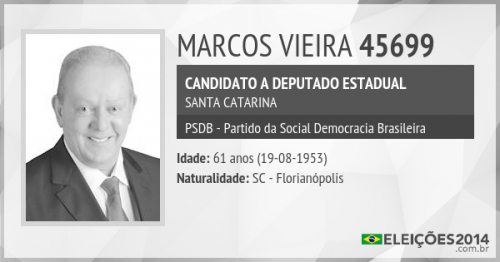 MARCOS VIEIRA 45699
CANDIDATO A DEPUTADO ESTADUAL
SANTA CATARINA
PSDB - Partido da Social Democracia Brasileira
Idade: 61 anos (19-08-1953)
Naturalidade: SC - Florianópolis
ELEIÇÕES2014
.com.br